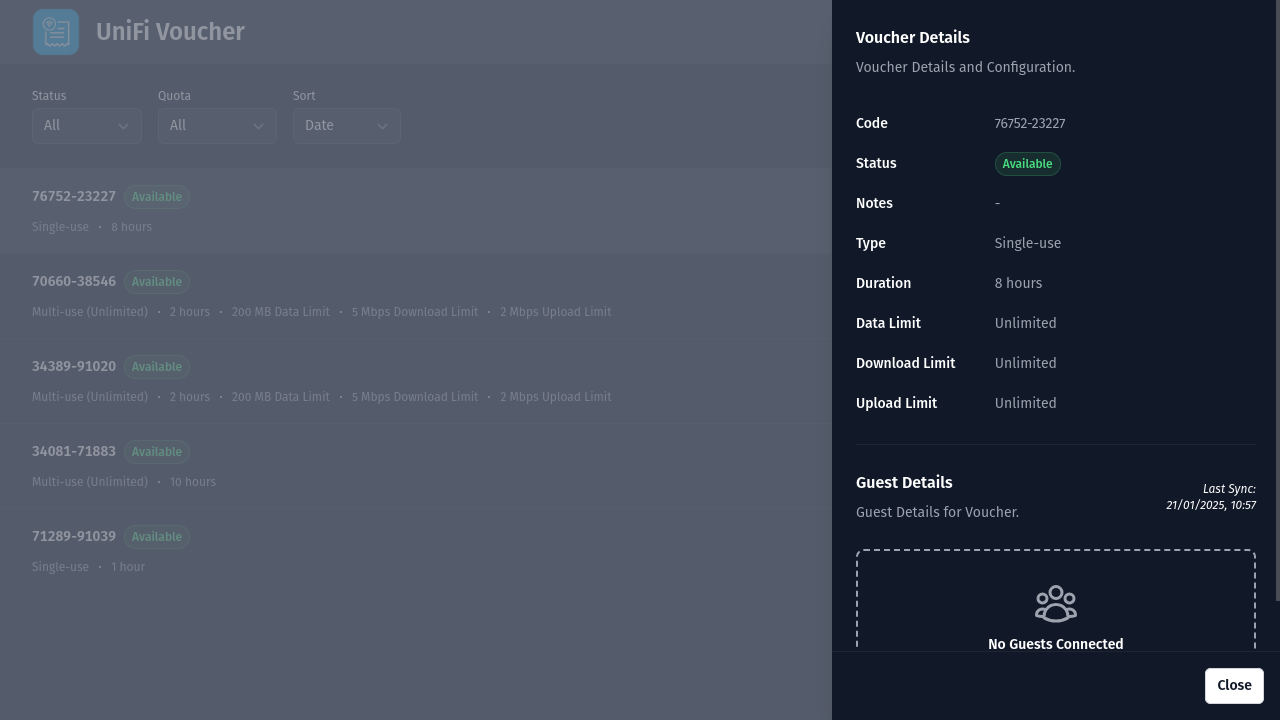 UniFi Voucher
Status
Quota
Sort
All
All
Date
76752-23227 Available
Single-use • 8 hours
70660-38546 Available
Multi-use (Unlimited) • 2 hours • 200 MB Data Limit • 5 Mbps Download Limit • 2 Mbps Upload Limit
34389-91020 Available
Multi-use (Unlimited) • 2 hours • 200 MB Data Limit • 5 Mbps Download Limit • 2 Mbps Upload Limit
34081-71883 Available
Multi-use (Unlimited) • 10 hours
71289-91039 Available
Single-use • 1 hour
Voucher Details
Voucher Details and Configuration.
Code 76752-23227
Status Available
Notes -
Type Single-use
Duration 8 hours
Data Limit Unlimited
Download Limit Unlimited
Upload Limit Unlimited
Guest Details
Guest Details for Voucher.
Last Sync:
21/01/2025, 10:57
No Guests Connected
Close